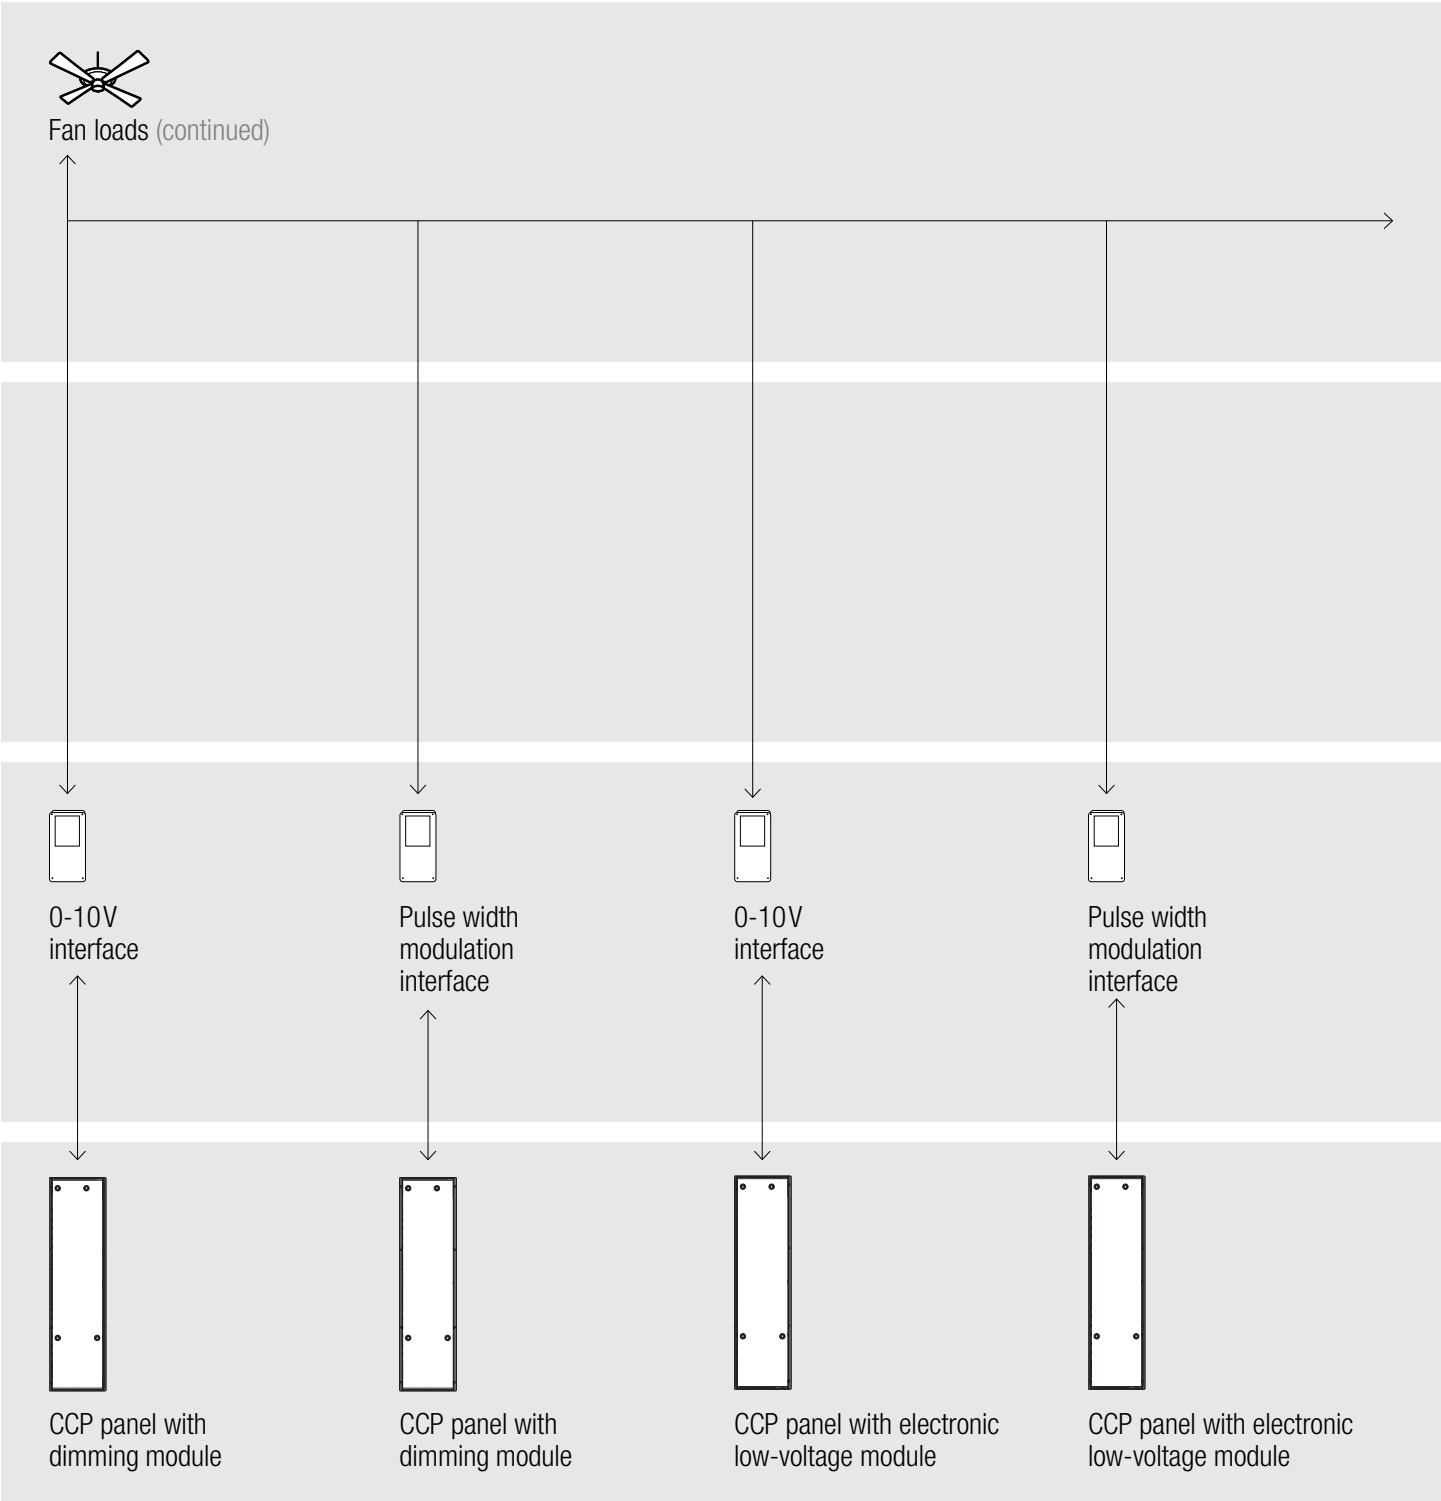 Fan loads (continued)
0-10V
interface
Pulse width
modulation
interface
0-10V
interface
Pulse width
modulation
interface
CCP panel with
dimming module
CCP panel with
dimming module
CCP panel with electronic
low-voltage module
CCP panel with electronic
low-voltage module